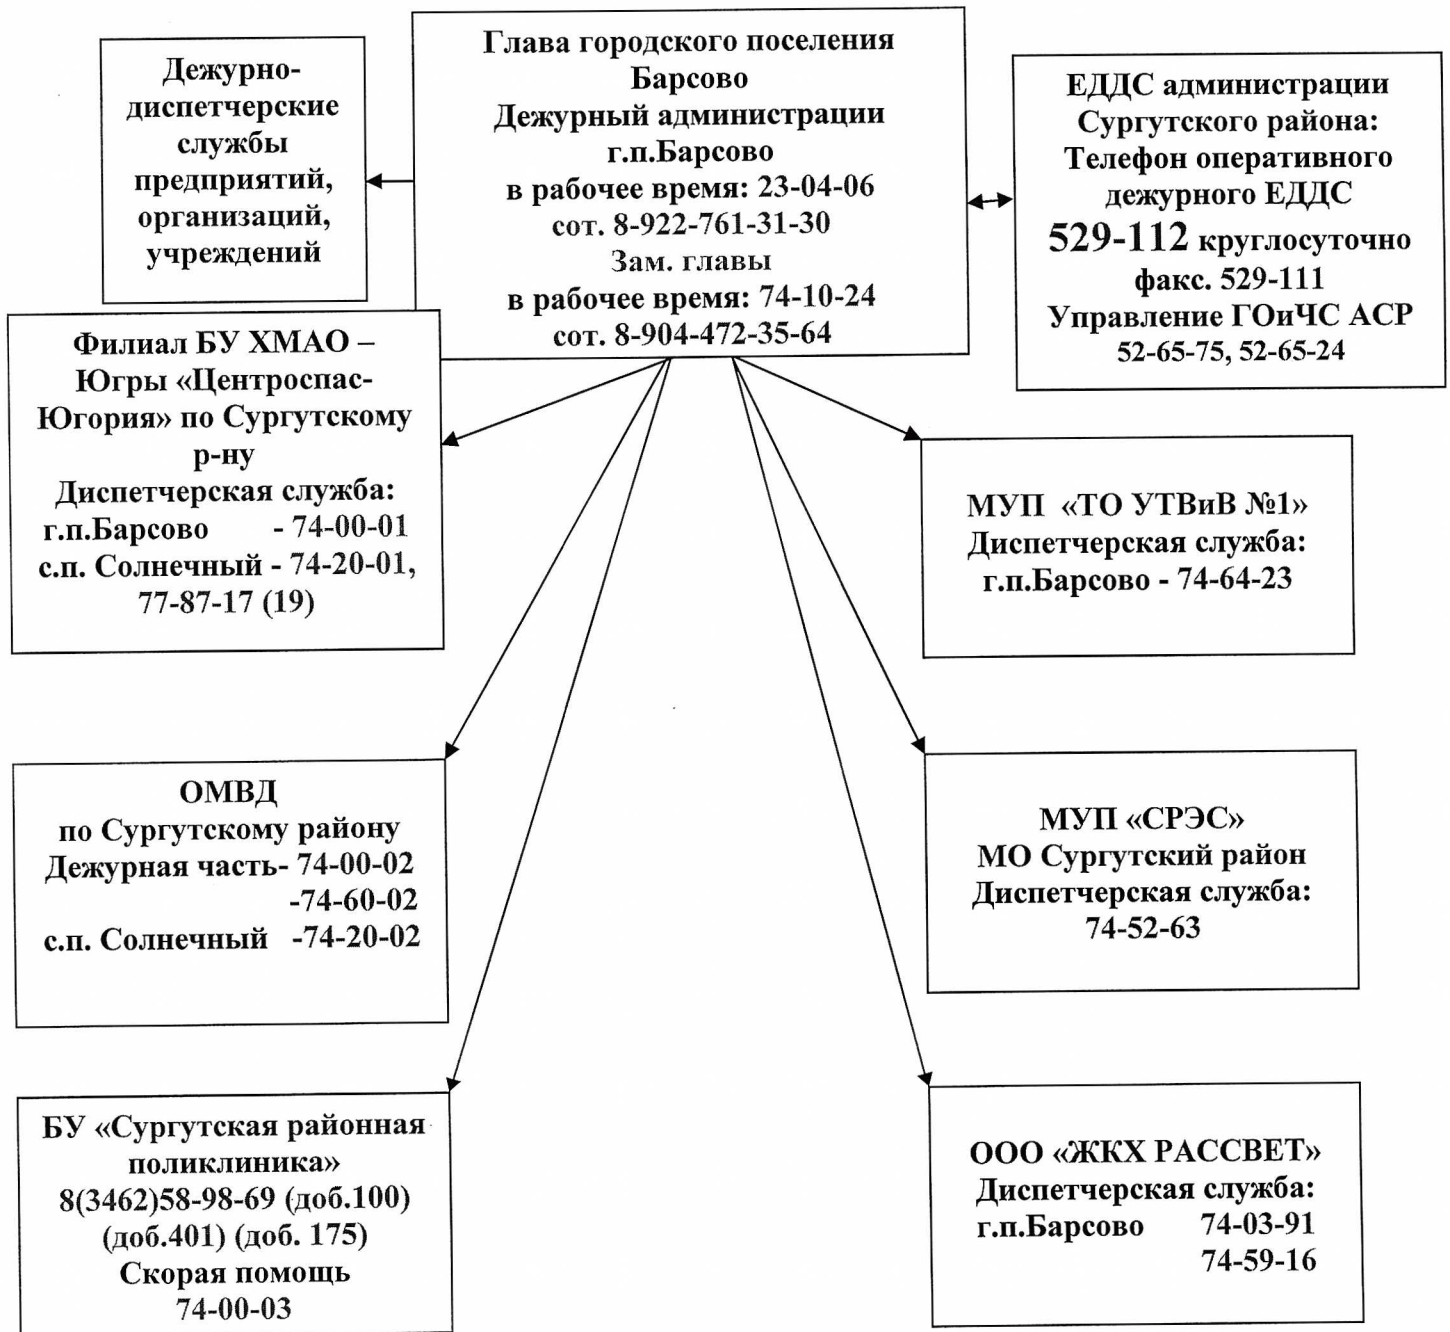 Дежурно-
диспетчерские
службы
предприятий,
организаций,
учреждений
Глава городского поселения
Барсово
Дежурный администрации
г.п.Барсово
в рабочее время: 23-04-06
сот. 8-922-761-31-30
Зам. главы
в рабочее время: 74-10-24
сот. 8-904-472-35-64
ЕДДС администрации
Сургутского района:
Телефон оперативного
дежурного ЕДДС
529-112 круглосуточно
факс. 529-111
Управление ГОиЧС АСР
52-65-75, 52-65-24
Филиал БУ ХМАО –
Югры «Центроспас-
Югория» по Сургутскому
р-ну
Диспетчерская служба:
г.п.Барсово - 74-00-01
с.п. Солнечный - 74-20-01,
77-87-17 (19)
МУП «ТО УТВиВ №1»
Диспетчерская служба:
г.п.Барсово - 74-64-23
ОМВД
по Сургутскому району
Дежурная часть- 74-00-02
-74-60-02
с.п. Солнечный -74-20-02
МУП «СРЭС»
МО Сургутский район
Диспетчерская служба:
74-52-63
БУ «Сургутская районная
поликлиника»
8(3462)58-98-69 (доб.100)
(доб.401) (доб. 175)
Скорая помощь
74-00-03
ООО «ЖКХ РАССВЕТ»
Диспетчерская служба:
г.п.Барсово 74-03-91
74-59-16